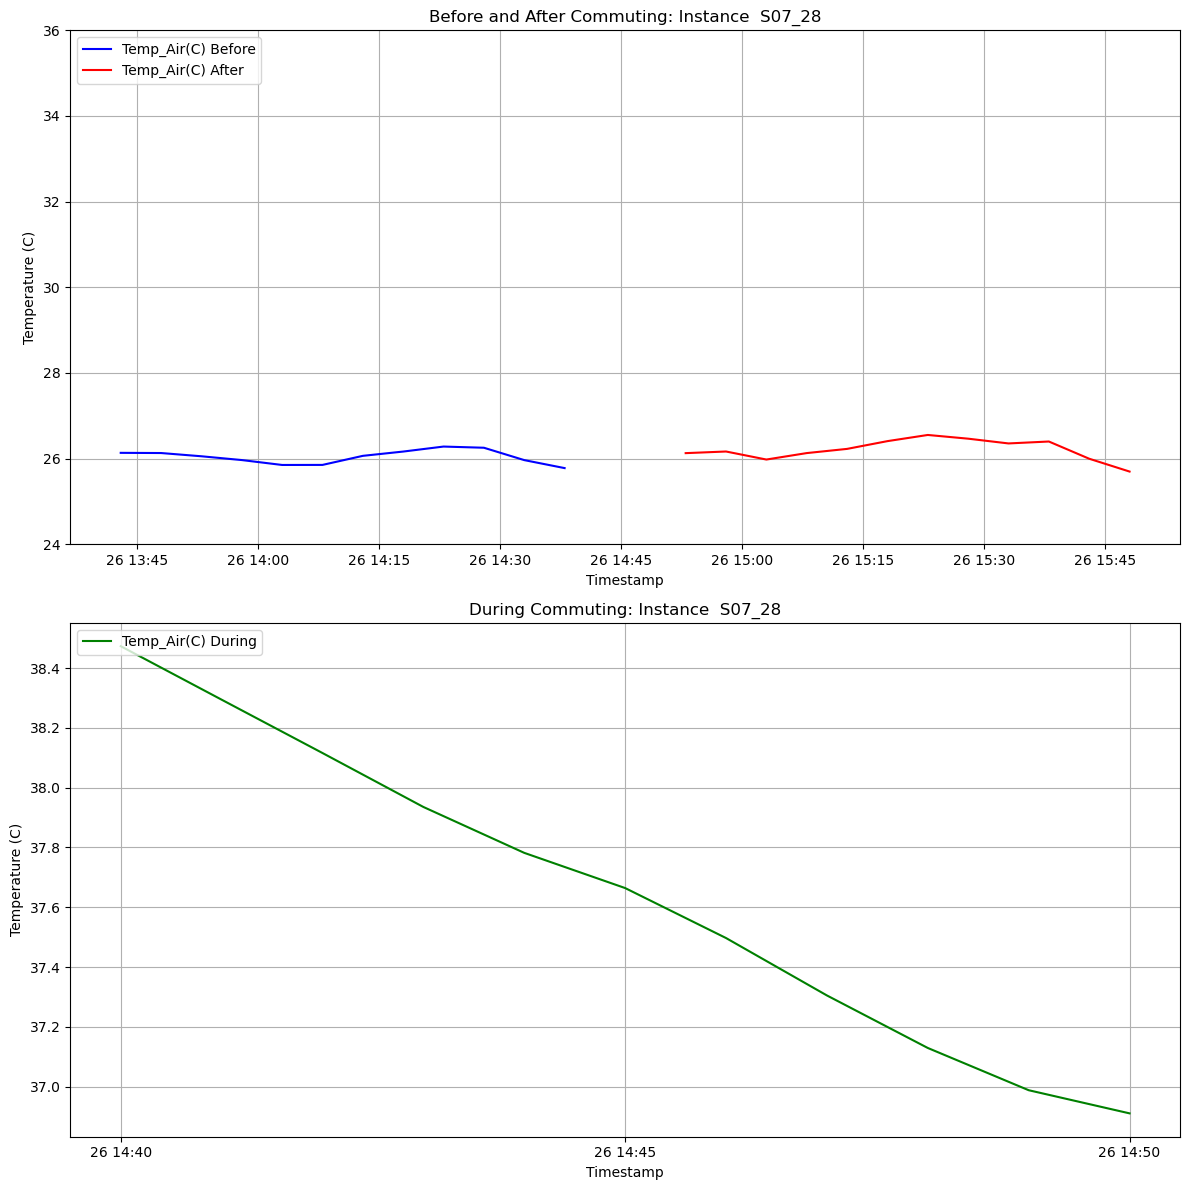 Before and After Commuting: Instance  S07_28
Temp_Air(C) Before
Temp_Air(C) After
Temperature (C)
36
34
32
30
28
26
24
26 13:45 26 14:00 26 14:15 26 14:30 26 14:45 26 15:00 26 15:15 26 15:30 26 15:45
Timestamp
During Commuting: Instance  S07_28
Temp_Air(C) During
Temperature (C)
38.4
38.2
38.0
37.8
37.6
37.4
37.2
37.0
26 14:40 26 14:45 26 14:50
Timestamp